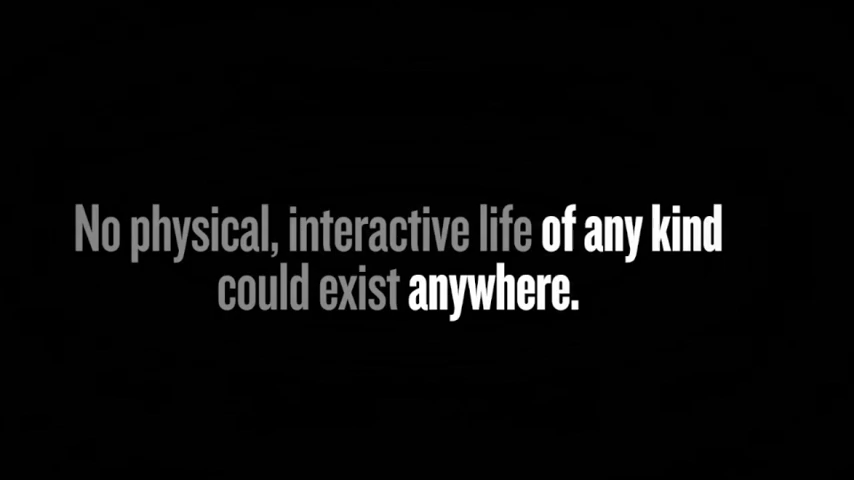 No physical, interactive life of any kind
could exist anywhere.